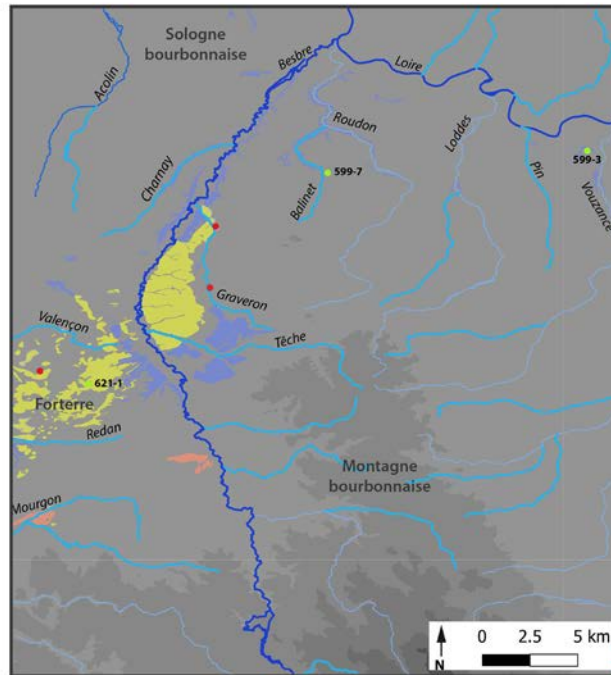 Sologne
bourbonnaise
Besbre
Loire
Acolin
Roudon
Loddes
Charnay
599-7
599-3
Pin
Balinet
Vouzance
Graveron
Valençon
Têche
621-1
Forterre
Redan
Montagne
bourbonnaise
Mourgon
N
0 2.5 5 km